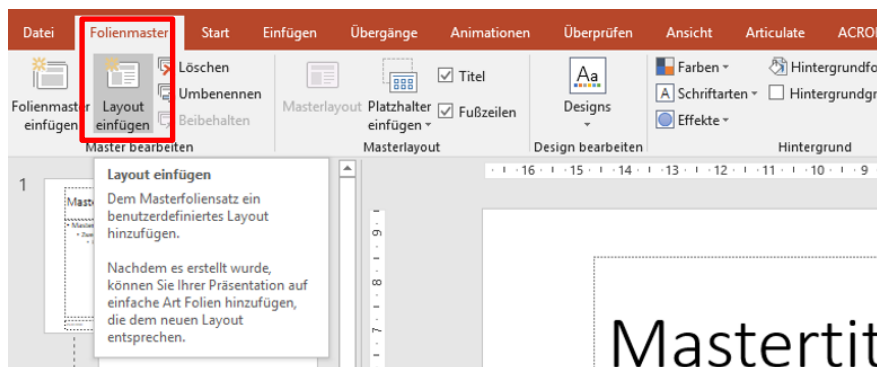 Datei Folienmaster Start Einfügen Übergänge Animationen Überprüfen Ansicht Articulate
Folienmaster einfügen
Layout einfügen
Löschen
Umbenennen
Beibehalten
Master bearbeiten
Masterlayout
Platzhalter einfügen
Titel
Fußzeilen
Masterlayout
Aa
Designs
Design bearbeiten
Farben
A Schriftarten
Effekte
Hintergrund
Layout einfügen
Dem Masterfoliensatz ein
benutzerdefiniertes Layout
hinzufügen.
Nachdem es erstellt wurde,
können Sie Ihrer Präsentation auf
einfache Art Folien hinzufügen,
die dem neuen Layout
entsprechen.
1
16 15 14 13 12 11 10 9
9
8
7
Mastertit